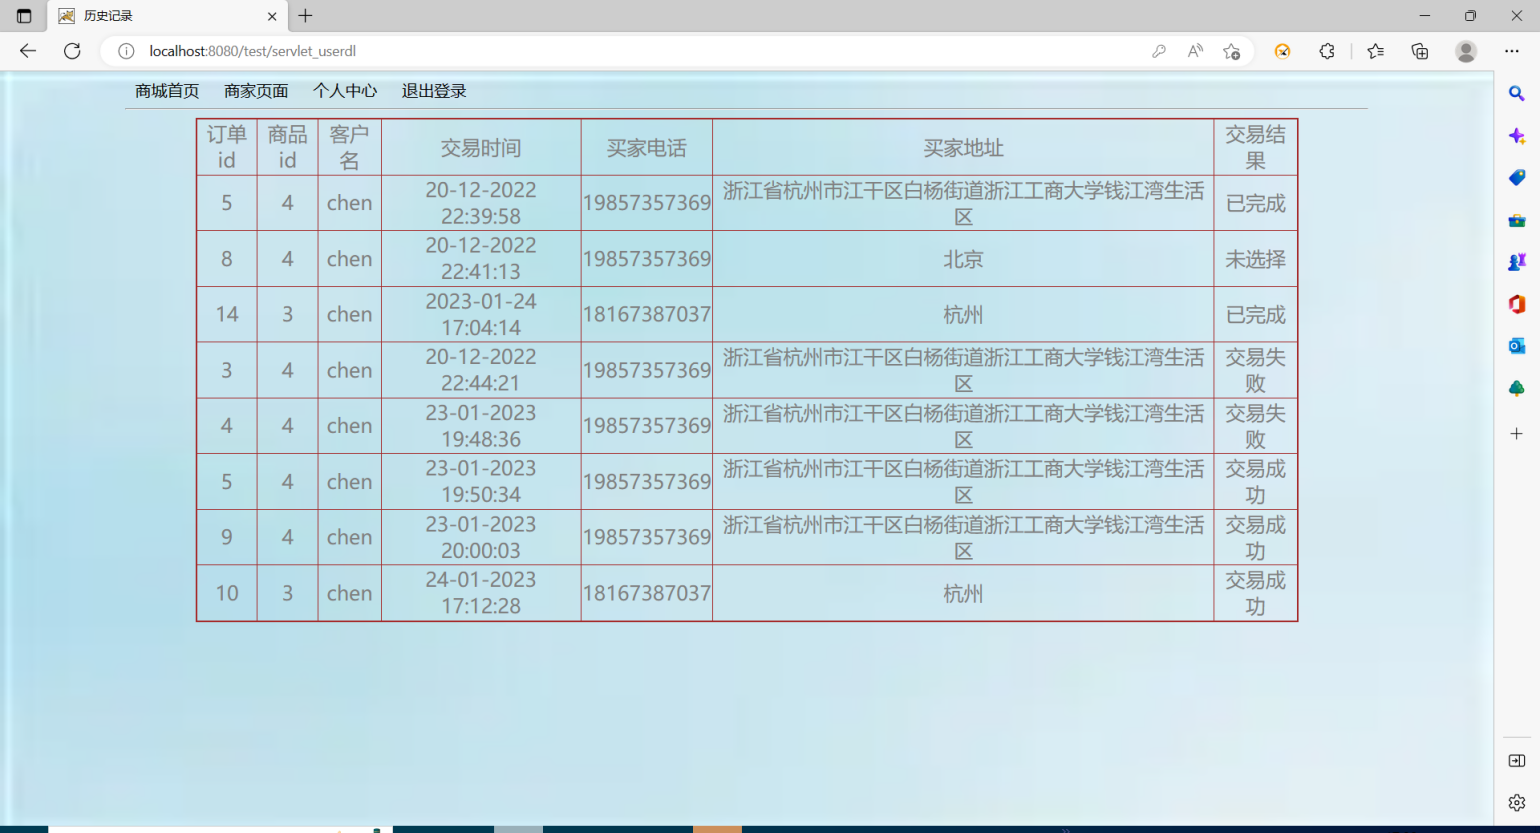 历史记录
localhost:8080/test/servlet_userdl
商城首页 商家页面 个人中心 退出登录
订单id 商品id 客户名 交易时间 买家电话 买家地址 交易结果
5 4 chen 20-12-2022 22:39:58 19857357369 浙江省杭州市江干区白杨街道浙江工商大学钱江湾生活区 已完成
8 4 chen 20-12-2022 22:41:13 19857357369 北京 未选择
14 3 chen 2023-01-24 17:04:14 18167387037 杭州 已完成
3 4 chen 20-12-2022 22:44:21 19857357369 浙江省杭州市江干区白杨街道浙江工商大学钱江湾生活区 交易失败
4 4 chen 23-01-2023 19:48:36 19857357369 浙江省杭州市江干区白杨街道浙江工商大学钱江湾生活区 交易失败
5 4 chen 23-01-2023 19:50:34 19857357369 浙江省杭州市江干区白杨街道浙江工商大学钱江湾生活区 交易成功
9 4 chen 23-01-2023 20:00:03 19857357369 浙江省杭州市江干区白杨街道浙江工商大学钱江湾生活区 交易成功
10 3 chen 24-01-2023 17:12:28 18167387037 杭州 交易成功